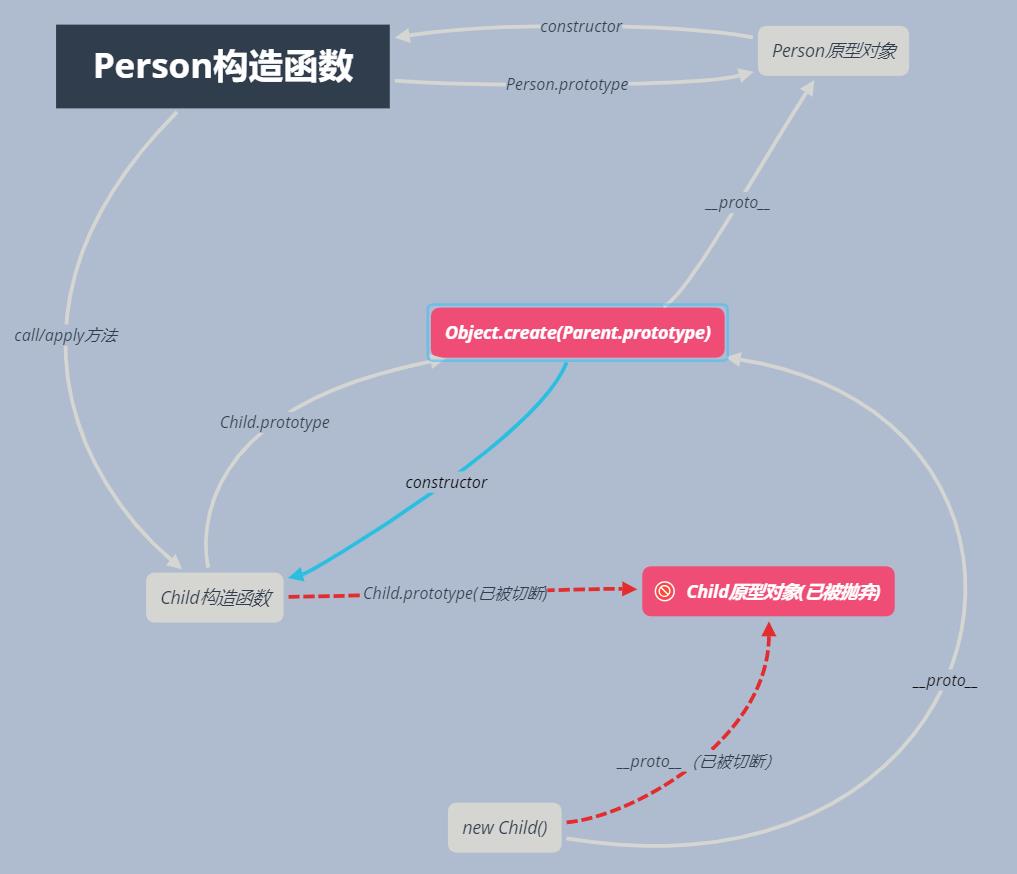 constructor
Person原型对象
Person构造函数
Person.prototype
__proto__
Object.create(Parent.prototype)
call/apply方法
Child.prototype
constructor
Child构造函数
Child.prototype(已被切断)
Child原型对象(已被抛弃)
__proto__
__proto__（已被切断）
new Child()